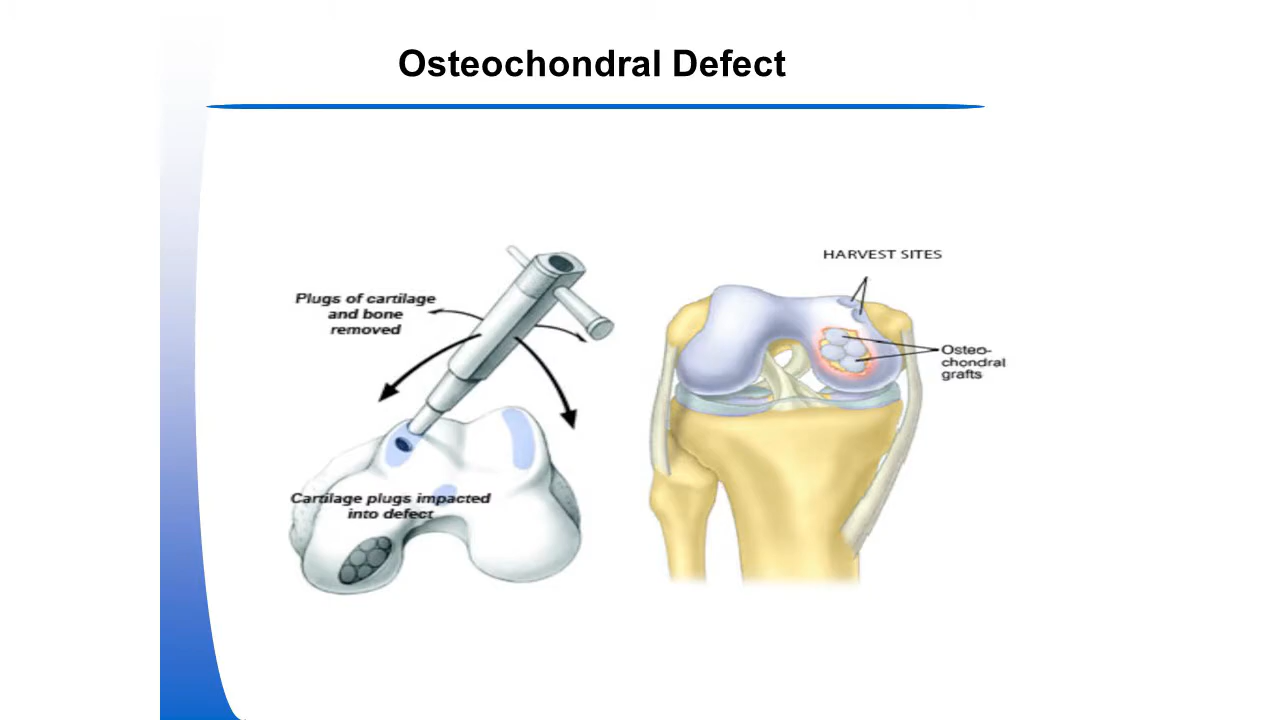 Osteochondral Defect
HARVEST SITES
Plugs of cartilage
and bone
removed
Osteo-
chondral
grafts
Cartilage plugs impacted
into defect